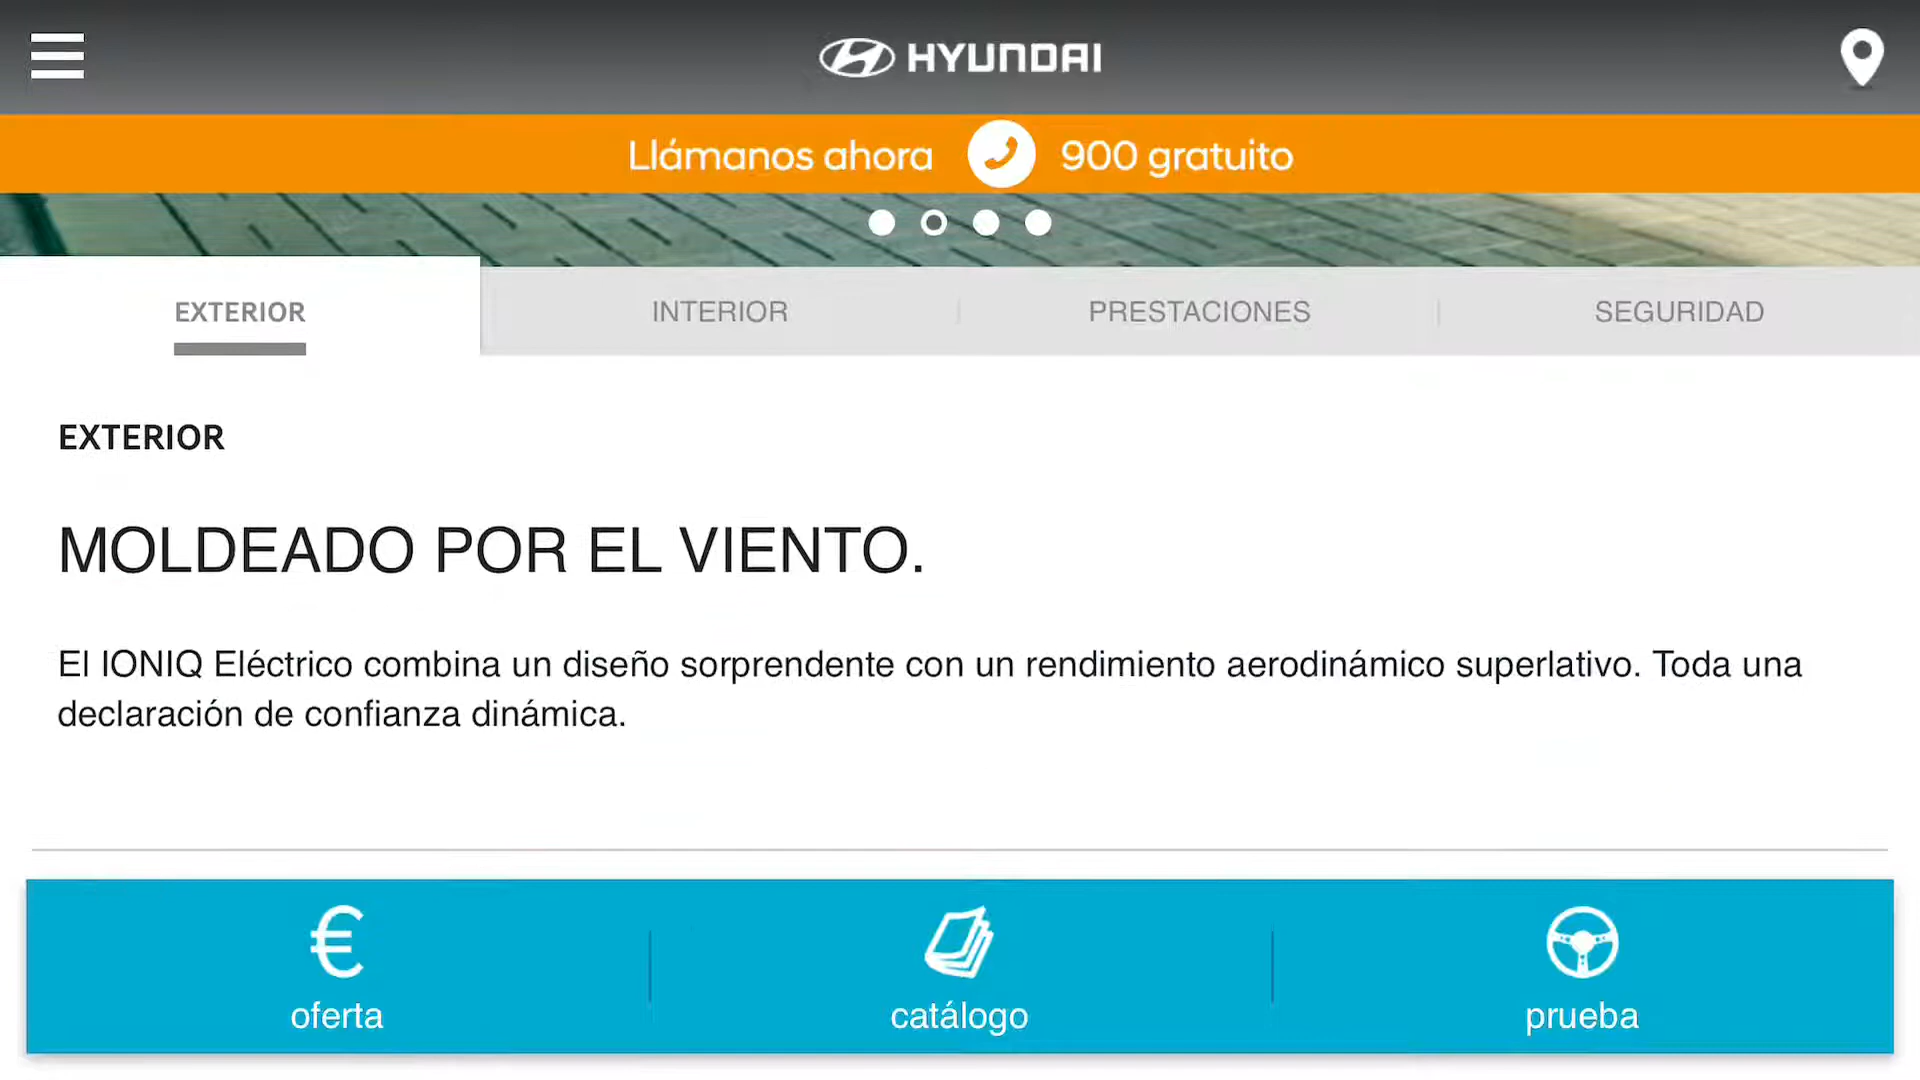 HYUNDAI
Llámanos ahora 900 gratuito
EXTERIOR INTERIOR PRESTACIONES SEGURIDAD
EXTERIOR
MOLDEADO POR EL VIENTO.
El IONIQ Eléctrico combina un diseño sorprendente con un rendimiento aerodinámico superlativo. Toda una
declaración de confianza dinámica.
€
oferta catálogo prueba